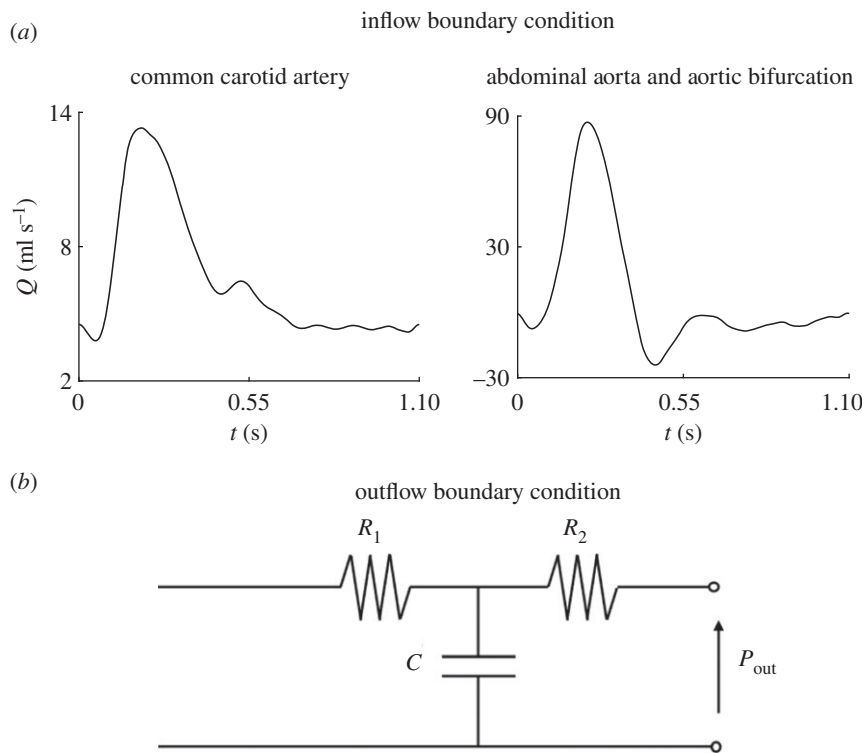 (a)
inflow boundary condition
common carotid artery
abdominal aorta and aortic bifurcation
14
8
2
Q (ml s⁻¹)
0
0.55
1.10
t (s)
90
30
−30
0
0.55
1.10
t (s)
(b)
outflow boundary condition
R₁
R₂
C
P_out